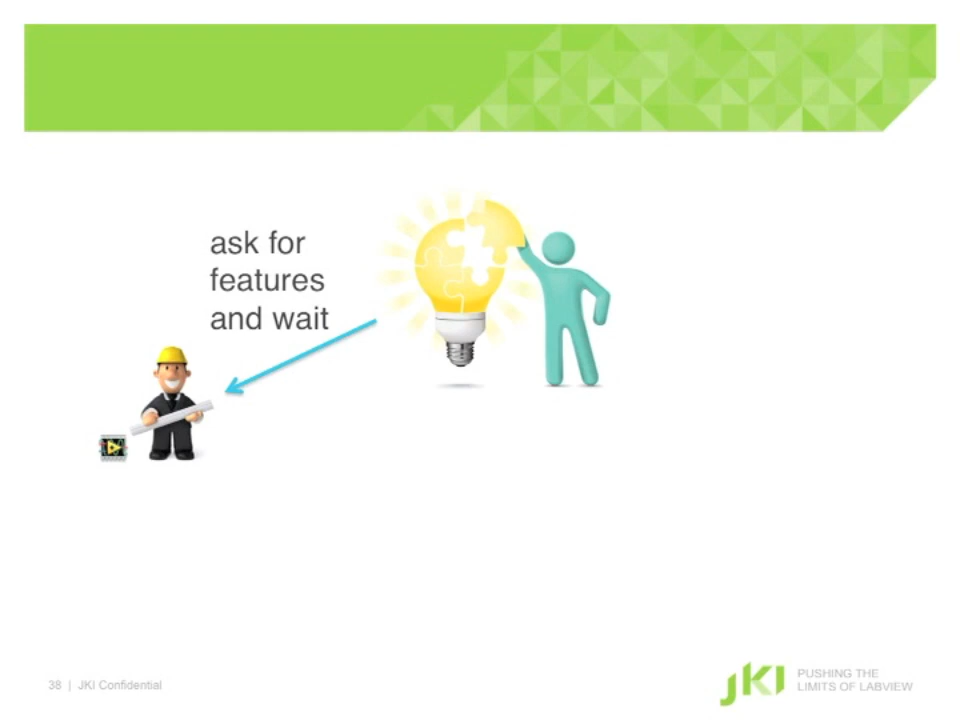 ask for
features
and wait
38 | JKI Confidential
JKI
PUSHING THE
LIMITS OF LABVIEW